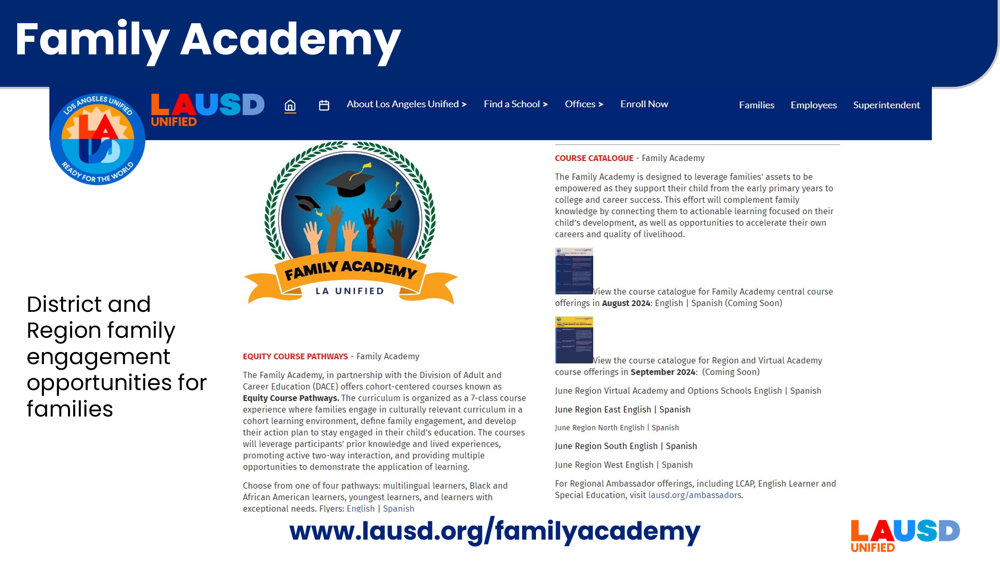 Family Academy
LOS ANGELES UNIFIED
LAUSD
READY FOR THE WORLD
LAUSD
UNIFIED
About Los Angeles Unified >
Find a School >
Offices >
Enroll Now
Families
Employees
Superintendent
District and
Region family
engagement
opportunities for
families
FAMILY ACADEMY
LA UNIFIED
EQUITY COURSE PATHWAYS - Family Academy
The Family Academy, in partnership with the Division of Adult and
Career Education (DACE) offers cohort-centered courses known as
Equity Course Pathways. The curriculum is organized as a 7-class course
experience where families engage in culturally relevant curriculum in a
cohort learning environment, define family engagement, and develop
their action plan to stay engaged in their child’s education. The courses
will leverage participants’ prior knowledge and lived experiences,
promoting active two-way interaction, and providing multiple
opportunities to demonstrate the application of learning.
Choose from one of four pathways: multilingual learners, Black and
African American learners, youngest learners, and learners with
exceptional needs. Flyers: English | Spanish
COURSE CATALOGUE - Family Academy
The Family Academy is designed to leverage families’ assets to be
empowered as they support their child from the early primary years to
college and career success. This effort will complement family
knowledge by connecting them to actionable learning focused on their
child’s development, as well as opportunities to accelerate their own
careers and quality of livelihood.
View the course catalogue for Family Academy central course
offerings in August 2024: English | Spanish (Coming Soon)
View the course catalogue for Region and Virtual Academy
course offerings in September 2024: (Coming Soon)
June Region Virtual Academy and Options Schools English | Spanish
June Region East English | Spanish
June Region North English | Spanish
June Region South English | Spanish
June Region West English | Spanish
For Regional Ambassador offerings, including LCAP, English Learner and
Special Education, visit lausd.org/ambassadors.
www.lausd.org/familyacademy
LAUSD
UNIFIED